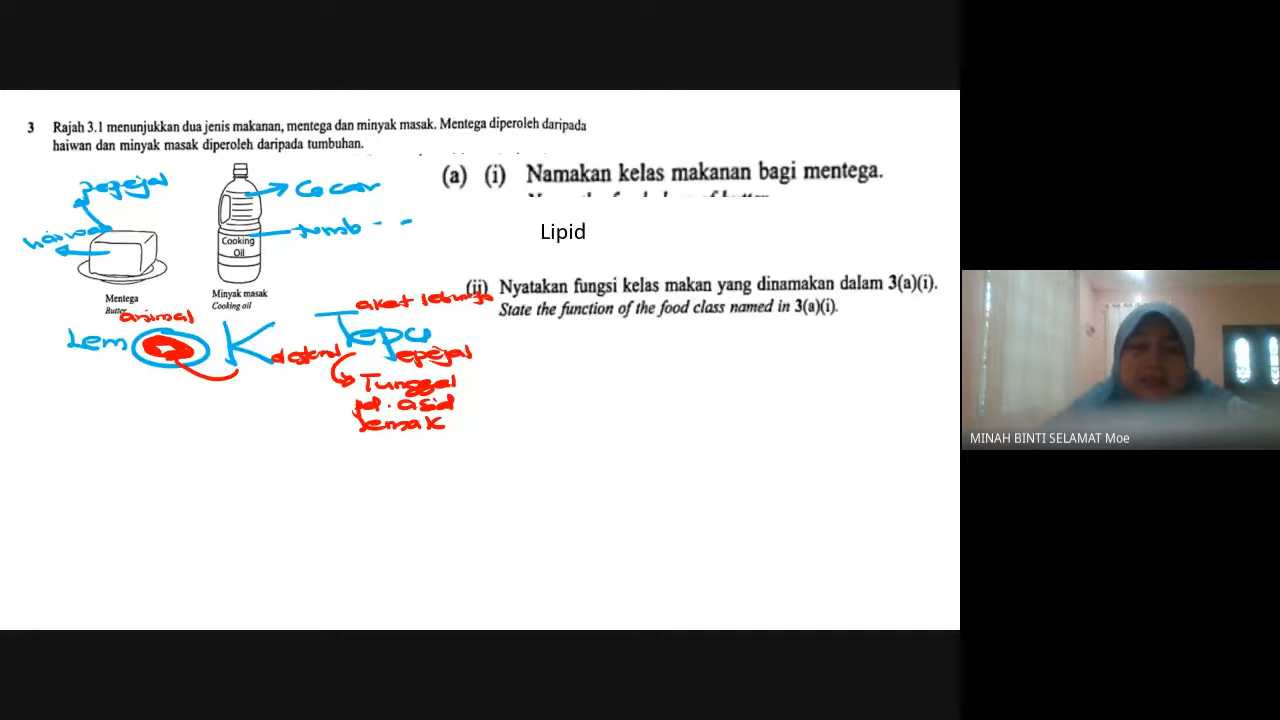 3 Rajah 3.1 menunjukkan dua jenis makanan, mentega dan minyak masak. Mentega diperoleh daripada
haiwan dan minyak masak diperoleh daripada tumbuhan.
pepejal
Cecair
haiwan
tumb
Cooking
Oil
Mentega
Butter
Minyak masak
Cooking oil
animal
Lem
K
Tepu
epejal
Tunggal
asid
lemak
(a) (i) Namakan kelas makanan bagi mentega.
Lipid
(ii) Nyatakan fungsi kelas makan yang dinamakan dalam 3(a)(i).
State the function of the food class named in 3(a)(i).
MINAH BINTI SELAMAT Moe